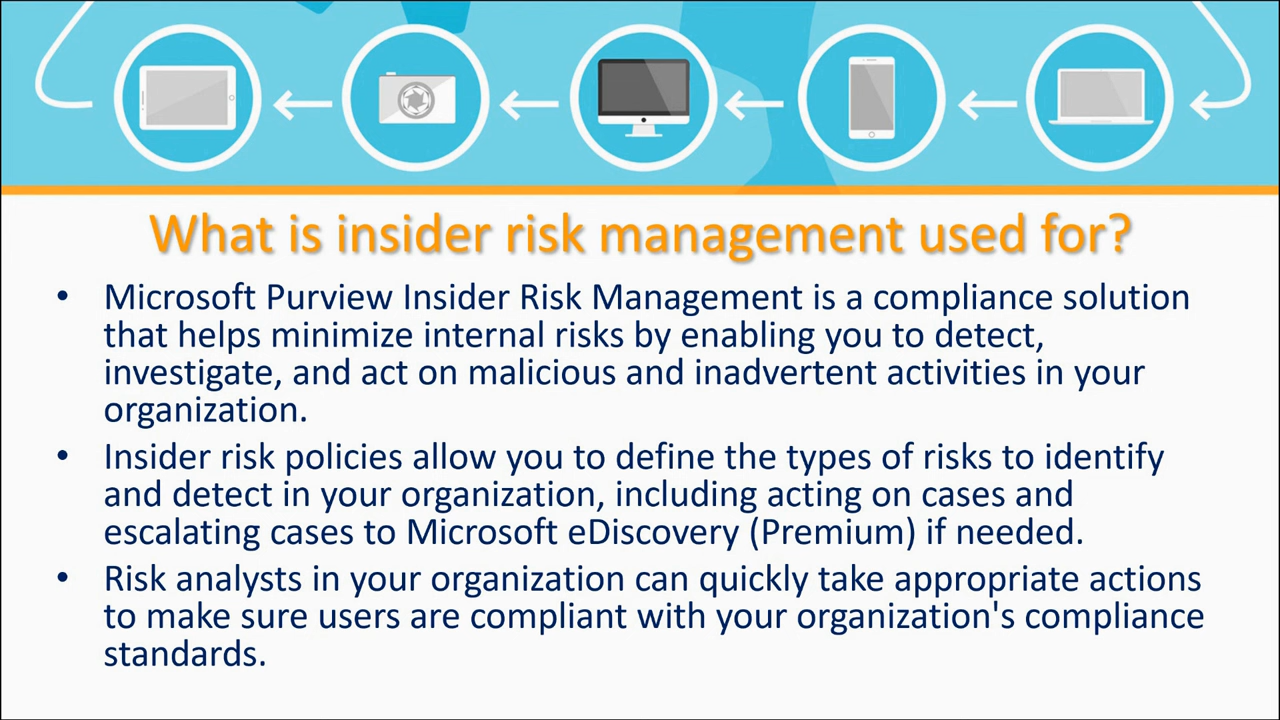 What is insider risk management used for?
• Microsoft Purview Insider Risk Management is a compliance solution
that helps minimize internal risks by enabling you to detect,
investigate, and act on malicious and inadvertent activities in your
organization.
• Insider risk policies allow you to define the types of risks to identify
and detect in your organization, including acting on cases and
escalating cases to Microsoft eDiscovery (Premium) if needed.
• Risk analysts in your organization can quickly take appropriate actions
to make sure users are compliant with your organization's compliance
standards.